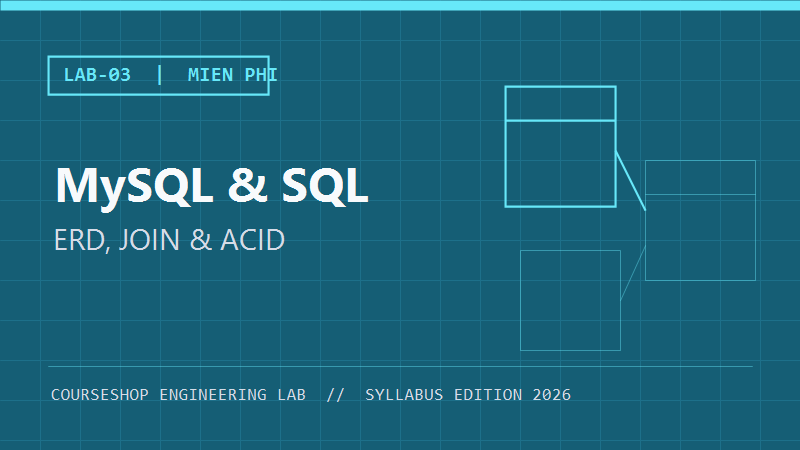 LAB-03 | MIEN PHI
MySQL & SQL
ERD, JOIN & ACID
COURSESHOP ENGINEERING LAB // SYLLABUS EDITION 2026